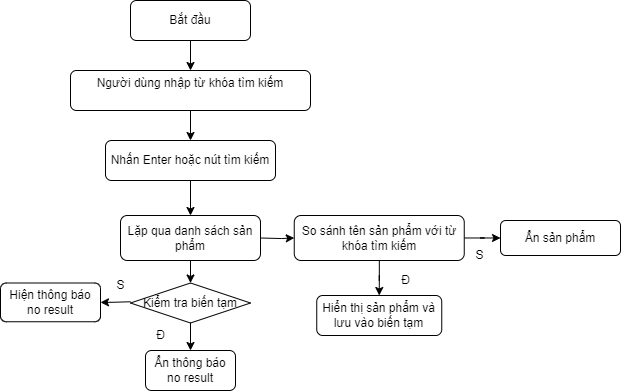 Bắt đầu
Người dùng nhập từ khóa tìm kiếm
Nhấn Enter hoặc nút tìm kiếm
Lặp qua danh sách sản
phẩm
So sánh tên sản phẩm với từ
khóa tìm kiếm
S
Ẩn sản phẩm
Đ
Hiển thị sản phẩm và
lưu vào biến tạm
Kiểm tra biến tạm
S
Hiện thông báo
no result
Đ
Ẩn thông báo
no result